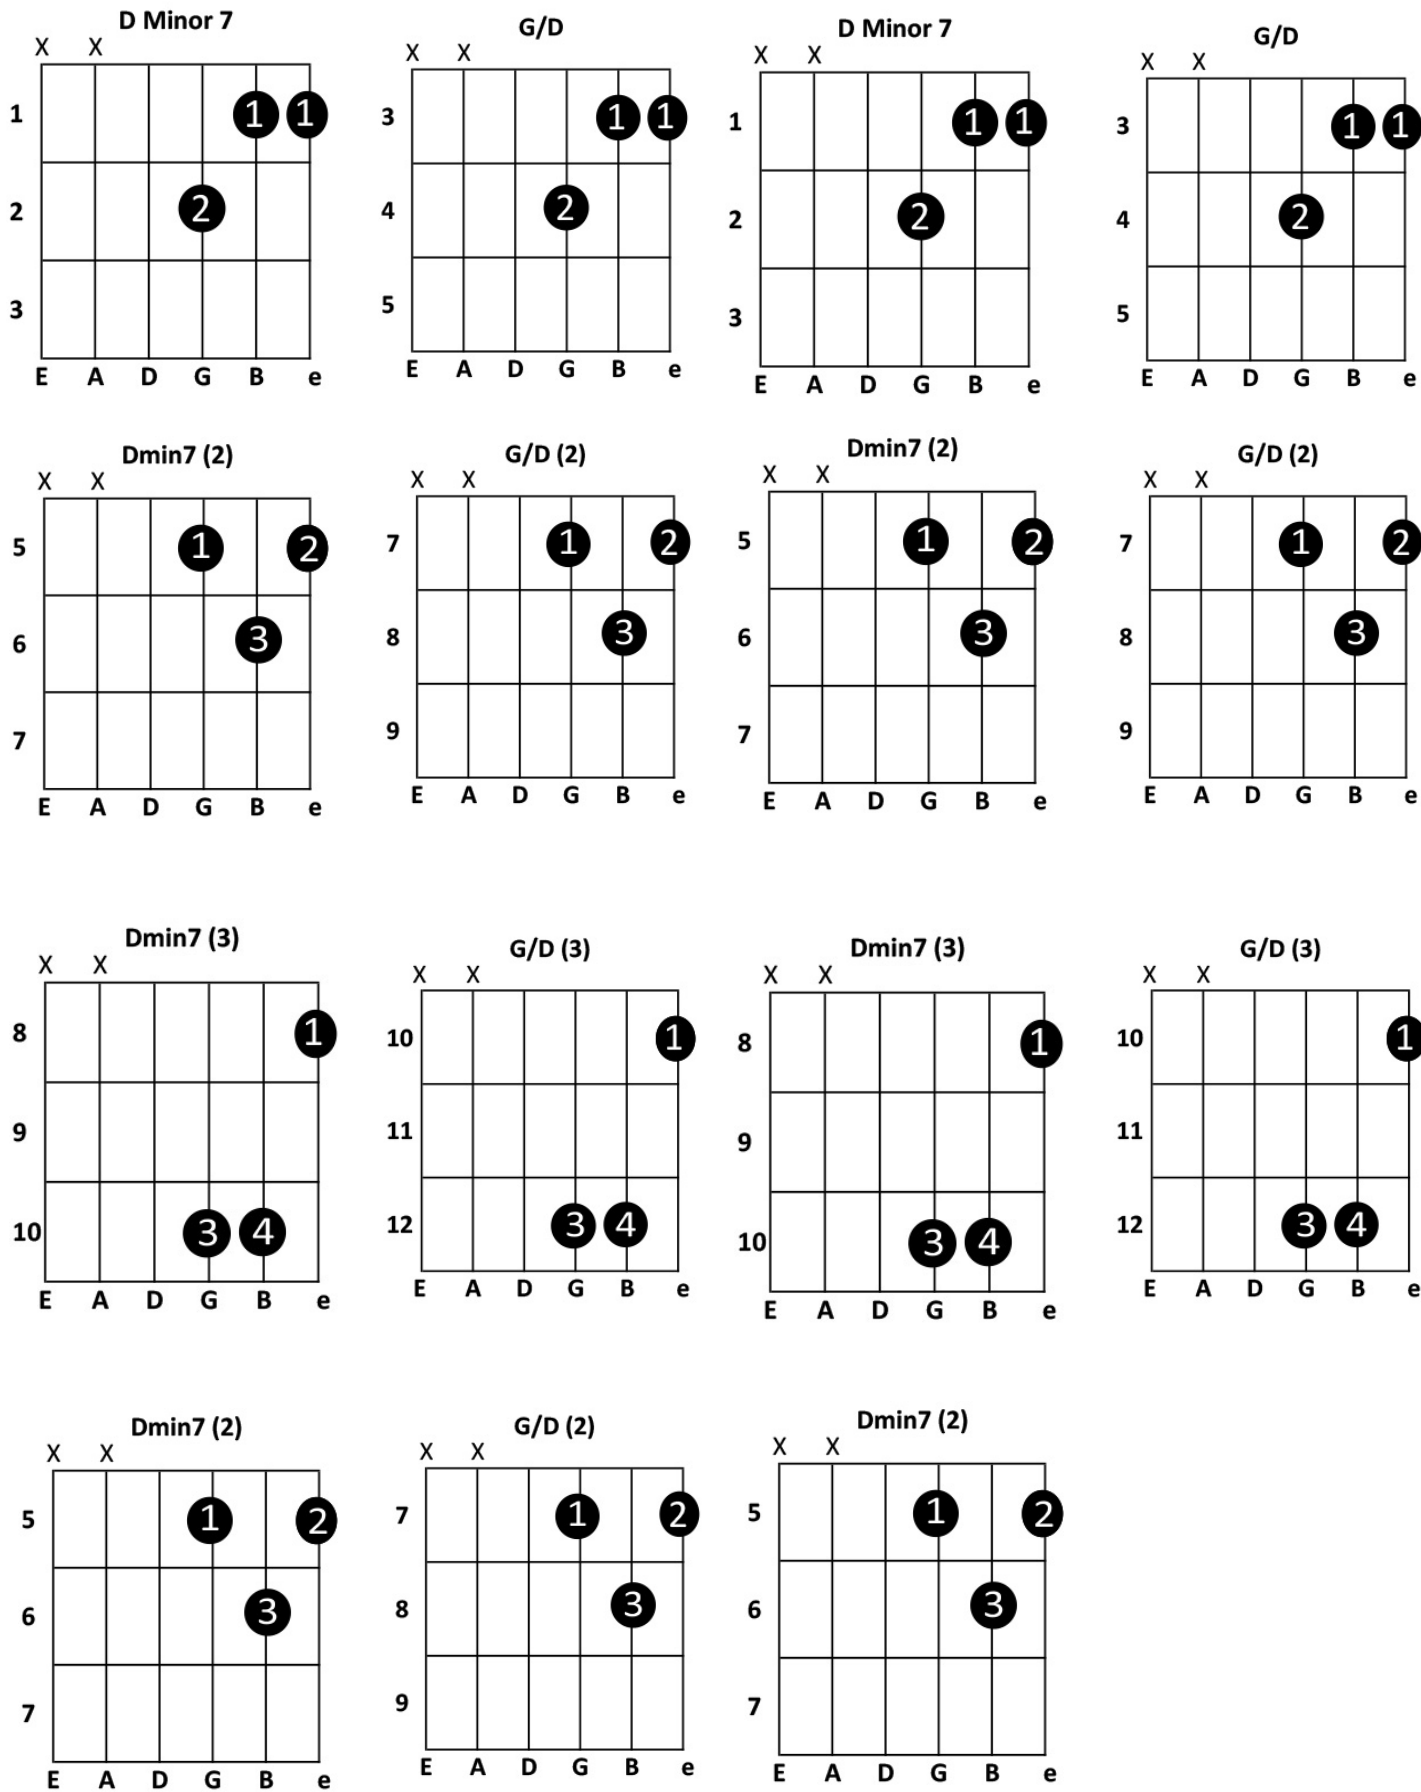 D Minor 7 G/D D Minor 7 G/D
X X X X X X X X
1 1 1 3 1 1 1 1 1 3 1 1
2 2 4 2 2 2 4 2
3 5 3 5
E A D G B e E A D G B e E A D G B e E A D G B e
Dmin7 (2) G/D (2) Dmin7 (2) G/D (2)
X X X X X X X X
5 1 2 7 1 2 5 1 2 7 1 2
6 3 8 3 6 3 8 3
7 9 7 9
E A D G B e E A D G B e E A D G B e E A D G B e
Dmin7 (3) G/D (3) Dmin7 (3) G/D (3)
X X X X X X X X
8 1 10 1 8 1 10 1
9 11 9 11
10 3 4 12 3 4 10 3 4 12 3 4
E A D G B e E A D G B e E A D G B e E A D G B e
Dmin7 (2) G/D (2) Dmin7 (2)
X X X X X X
5 1 2 7 1 2 5 1 2
6 3 8 3 6 3
7 9 7
E A D G B e E A D G B e E A D G B e